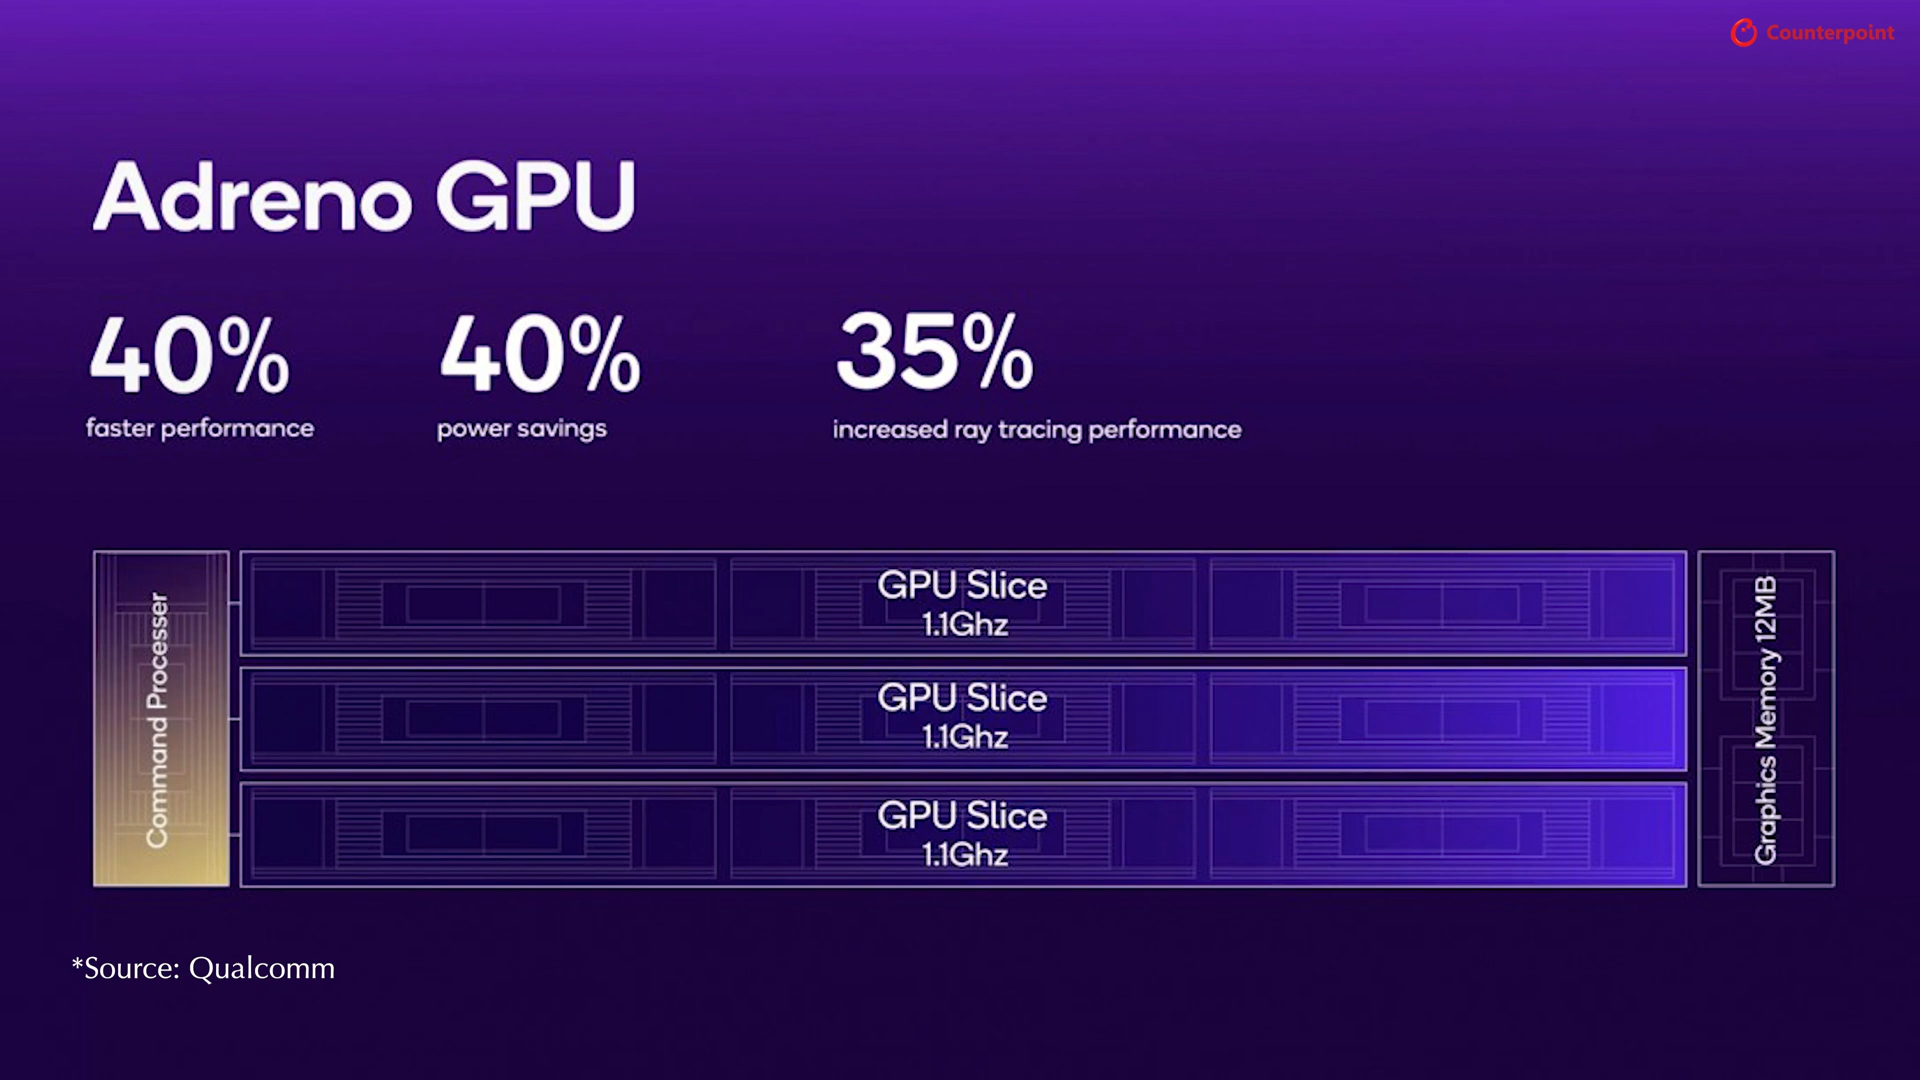 Counterpoint
Adreno GPU
40%
faster performance
40%
power savings
35%
increased ray tracing performance
Command Processer
GPU Slice
1.1Ghz
GPU Slice
1.1Ghz
GPU Slice
1.1Ghz
Graphics Memory 12MB
*Source: Qualcomm